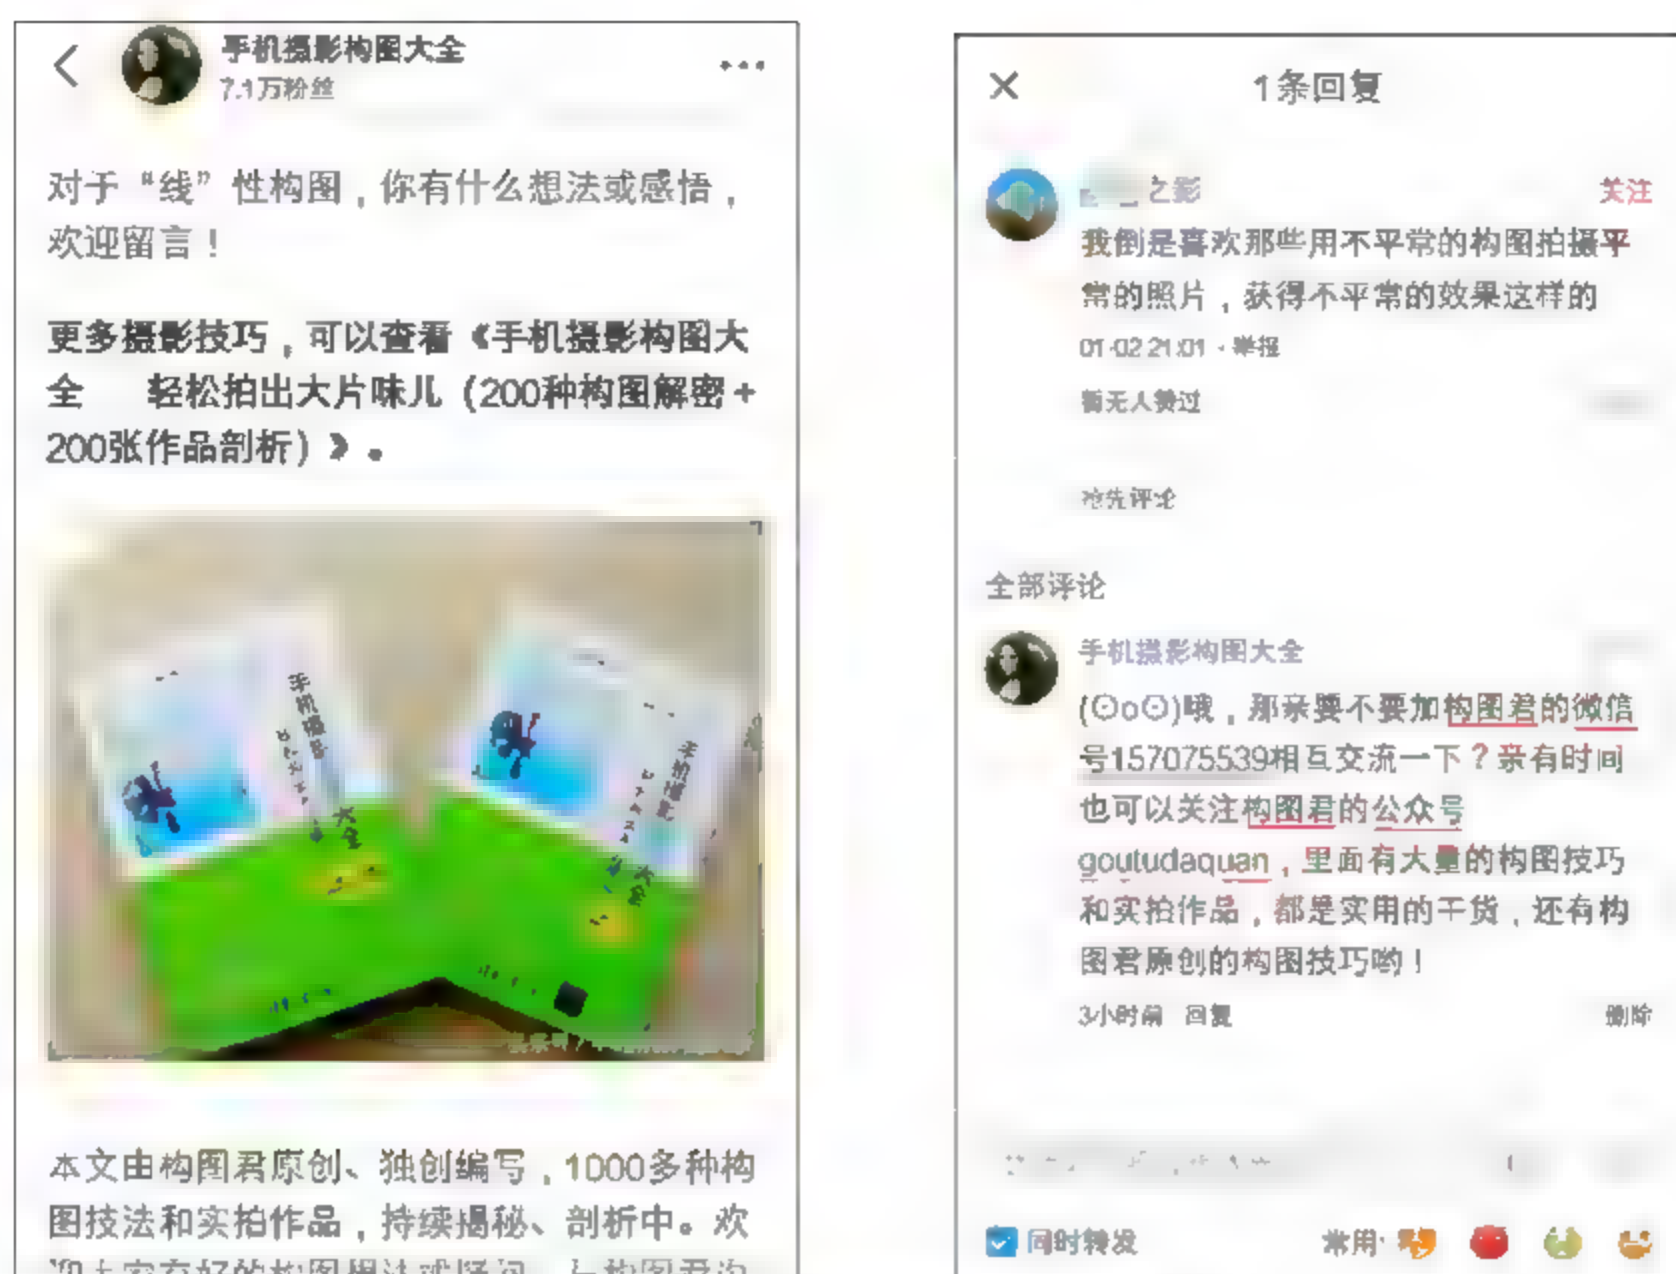 手机摄影构图大全
7.1万粉丝
对于“线”性构图，你有什么想法或感悟，
欢迎留言！
更多摄影技巧，可以查看《手机摄影构图大
全 轻松拍出大片味儿（200种构图解密+
200张作品剖析）》。
手机摄影
大全
手机摄影
大全
本文由构图君原创、独创编写，1000多种构
图技法和实拍作品，持续揭秘、剖析中。欢
1条回复
之影
关注
我倒是喜欢那些用不平常的构图拍摄平
常的照片，获得不平常的效果这样的
01-02 21:01 · 举报
暂无人赞过
抢先评论
全部评论
手机摄影构图大全
(⊙o⊙)哦，那亲要不要加构图君的微信
号157075539相互交流一下？亲有时间
也可以关注构图君的公众号
goutudaquan，里面有大量的构图技巧
和实拍作品，都是实用的干货，还有构
图君原创的构图技巧哟！
3小时前 回复
删除
同时转发
常用: